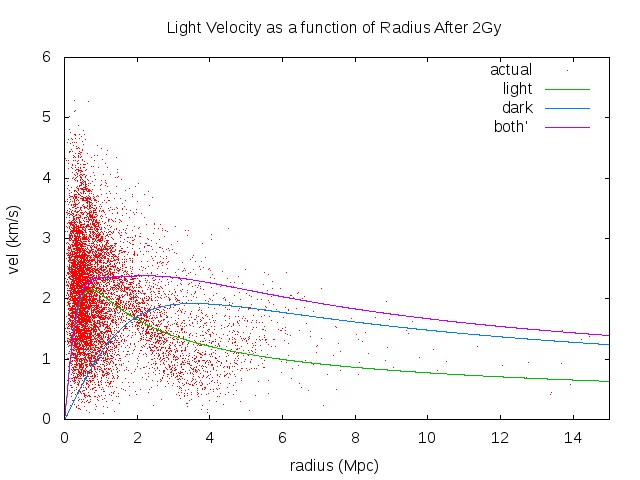 Light Velocity as a function of Radius After 2Gy
6
5
4
3
2
1
0
vel (km/s)
actual
light
dark
both'
0 2 4 6 8 10 12 14
radius (Mpc)